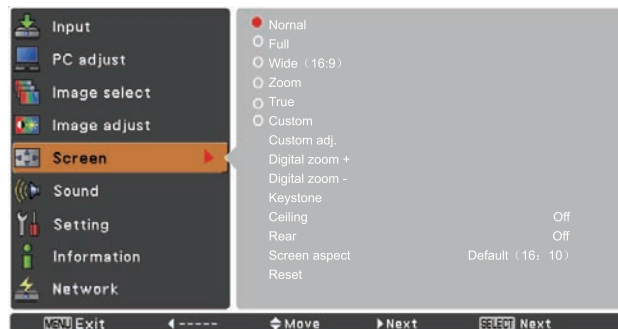 Input
PC adjust
Image select
Image adjust
Screen
Sound
Setting
Information
Network
Nornal
Full
Wide（16:9）
Zoom
True
Custom
Custom adj.
Digital zoom +
Digital zoom -
Keystone
Ceiling Off
Rear Off
Screen aspect Default（16：10）
Reset
MENU Exit ◀ ----- Move ▶ Next SELECT Next